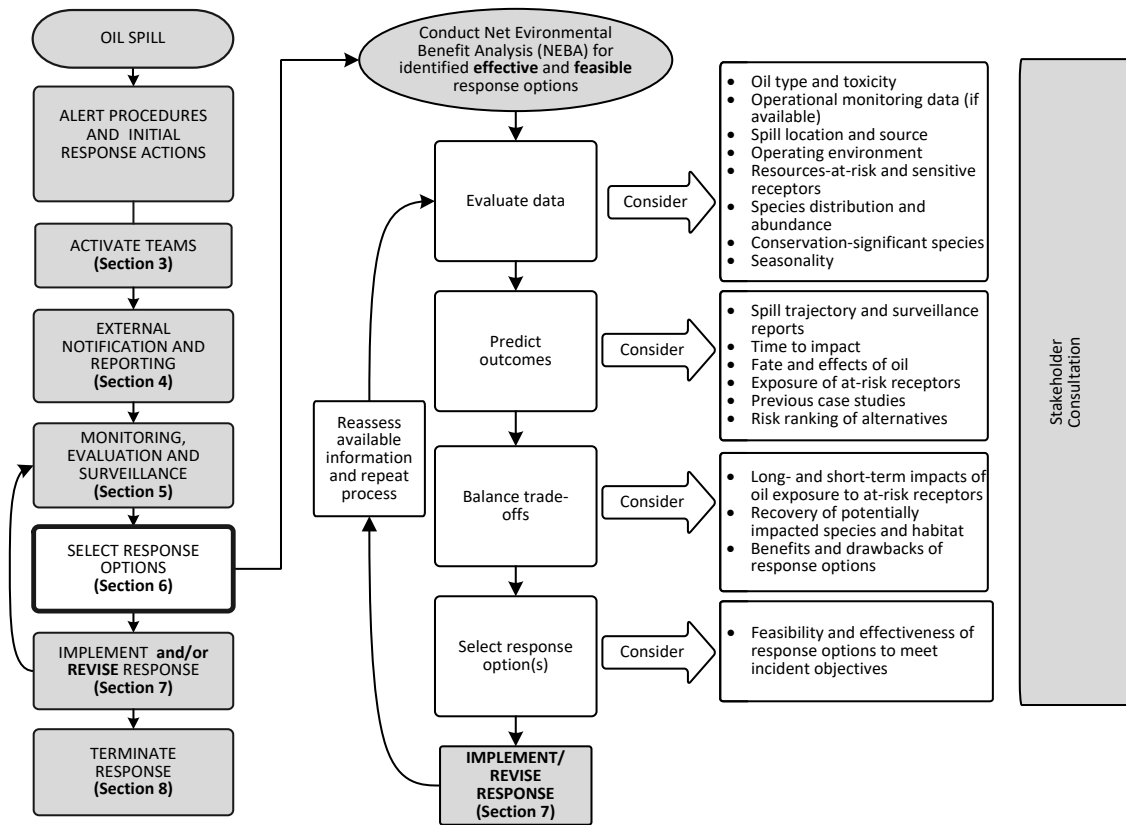 OIL SPILL
ALERT PROCEDURES
AND  INITIAL
RESPONSE ACTIONS
ACTIVATE TEAMS
(Section 3)
EXTERNAL
NOTIFICATION AND
REPORTING
(Section 4)
MONITORING,
EVALUATION AND
SURVEILLANCE
(Section 5)
SELECT RESPONSE
OPTIONS
(Section 6)
IMPLEMENT and/or
REVISE RESPONSE
(Section 7)
TERMINATE
RESPONSE
(Section 8)
Conduct Net Evironmental
Benefit Analysis (NEBA) for
identified effective and feasible
response options
Evaluate data
Consider
• Oil type and toxicity
• Operational monitoring data (if
available)
• Spill location and source
• Operating environment
• Resources-at-risk and sensitive
receptors
• Species distribution and
abundance
• Conservation-significant species
• Seasonality
Predict
outcomes
Consider
• Spill trajectory and surveillance
reports
• Time to impact
• Fate and effects of oil
• Exposure of at-risk receptors
• Previous case studies
• Risk ranking of alternatives
Reassess
available
information
and repeat
process
Balance trade-
offs
Consider
• Long- and short-term impacts of
oil exposure to at-risk receptors
• Recovery of potentially
impacted species and habitat
• Benefits and drawbacks of
response options
Select response
option(s)
Consider
• Feasibility and effectiveness of
response options to meet
incident objectives
IMPLEMENT/
REVISE
RESPONSE
(Section 7)
Stakeholder
Consultation